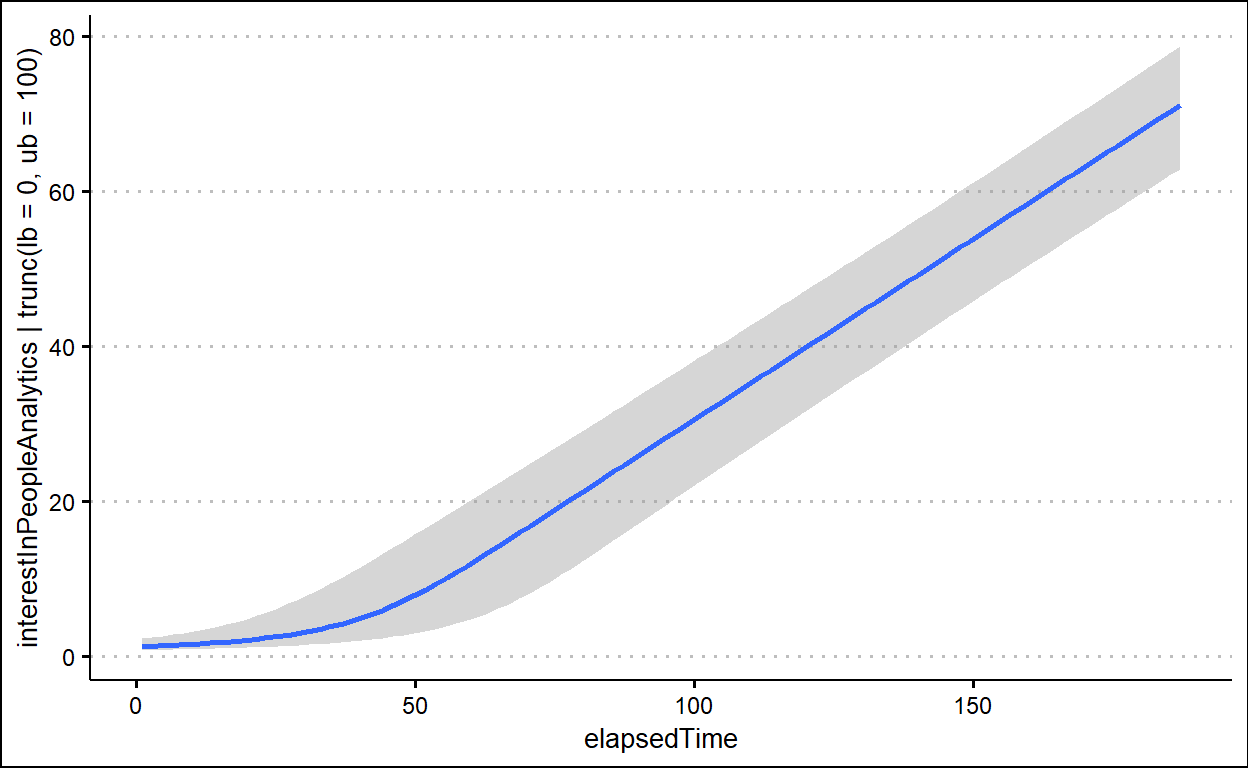 interestInPeopleAnalytics | trunc(lb = 0, ub = 100)
80
60
40
20
0
0 50 100 150
elapsedTime